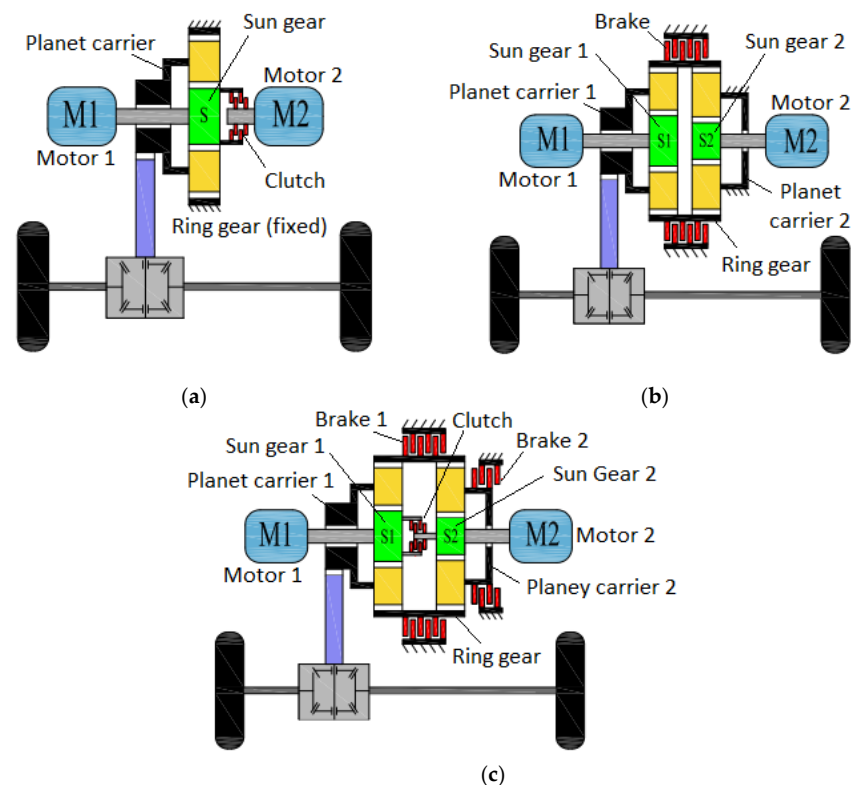 Sun gear
Planet carrier
Motor 2
M1
S
M2
Motor 1
Clutch
Ring gear (fixed)
(a)
Brake
Sun gear 1
Sun gear 2
Planet carrier 1
Motor 2
M1
S1
S2
M2
Motor 1
Planet
carrier 2
Ring gear
(b)
Brake 1
Clutch
Sun gear 1
Brake 2
Planet carrier 1
Sun Gear 2
M1
S1
S2
M2
Motor 2
Motor 1
Planey carrier 2
Ring gear
(c)